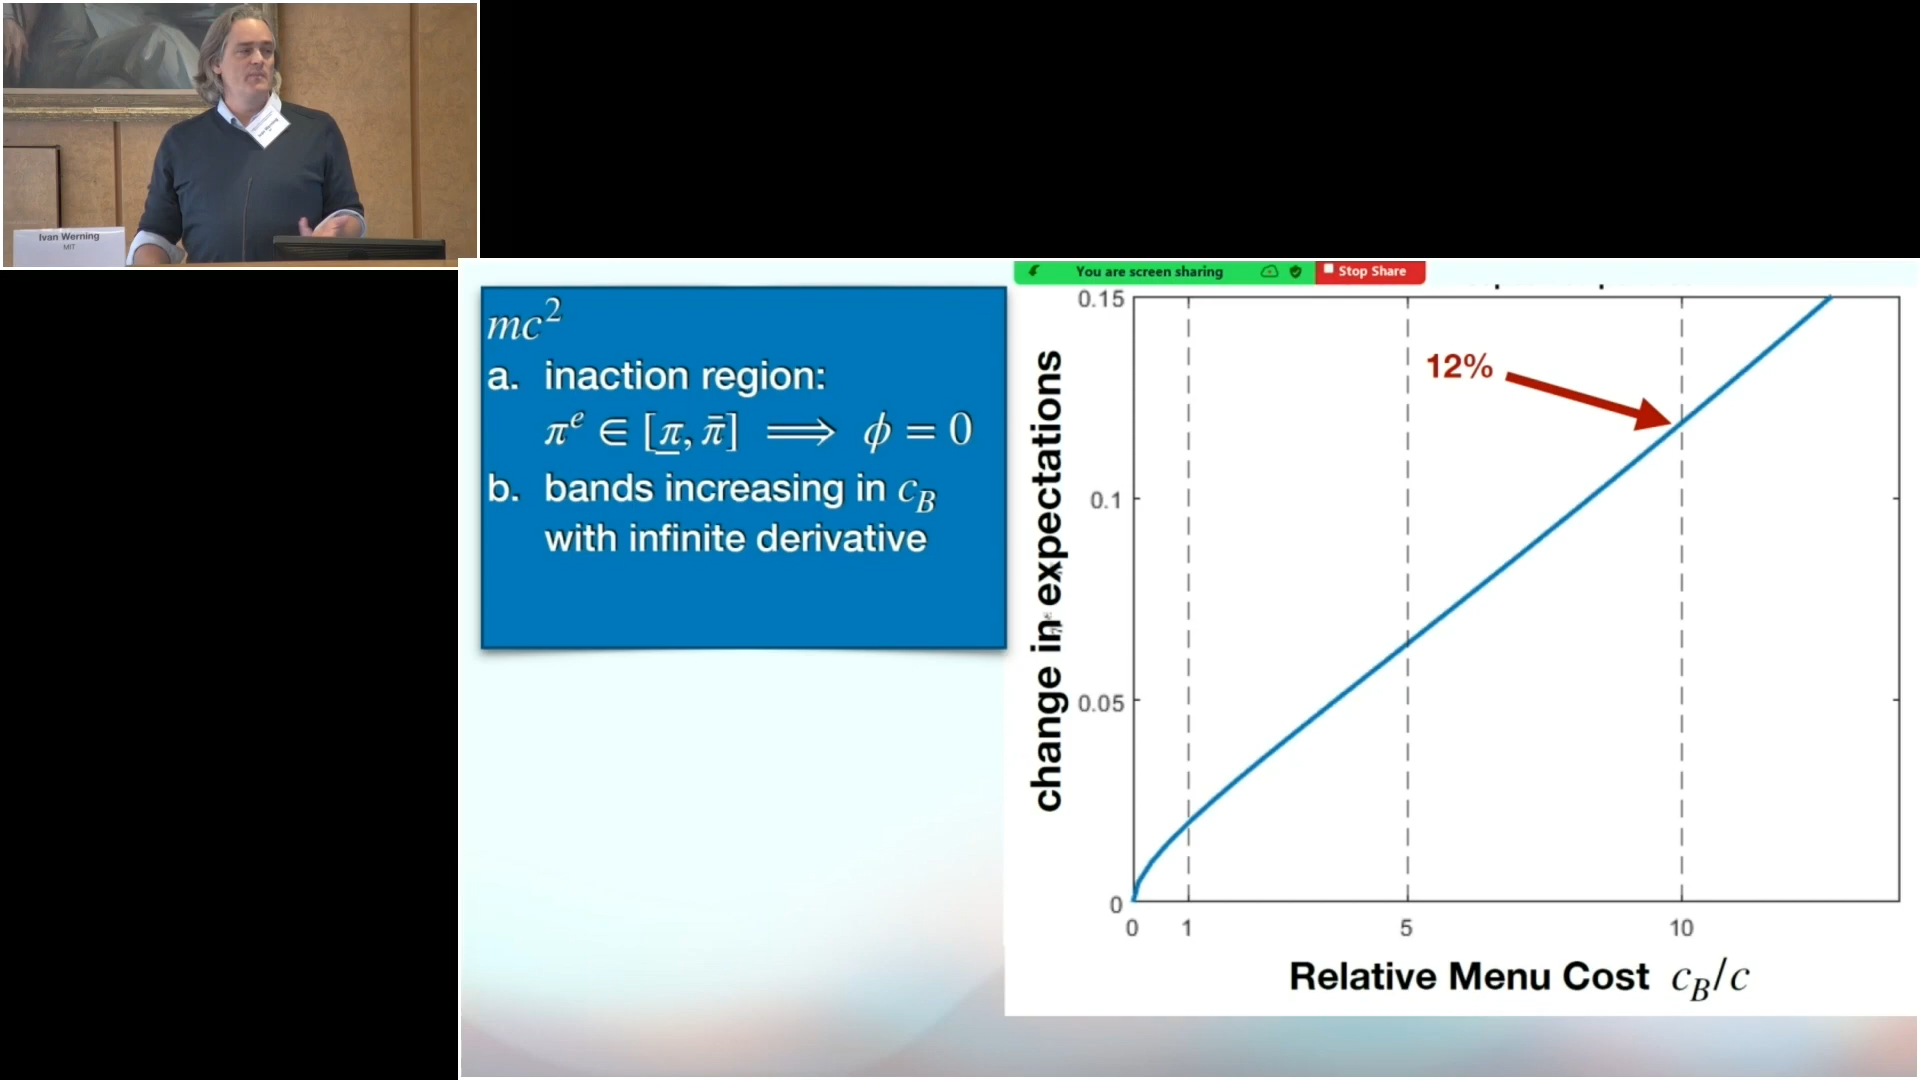 Ivan Werning
MIT
You are screen sharing
Stop Share
mc²
a. inaction region:
πᵉ ∈ [π̲, π̄] ⟹ ϕ = 0
b. bands increasing in c_B
with infinite derivative
change in expectations
0.15
0.1
0.05
0
12%
0 1 5 10
Relative Menu Cost c_B/c